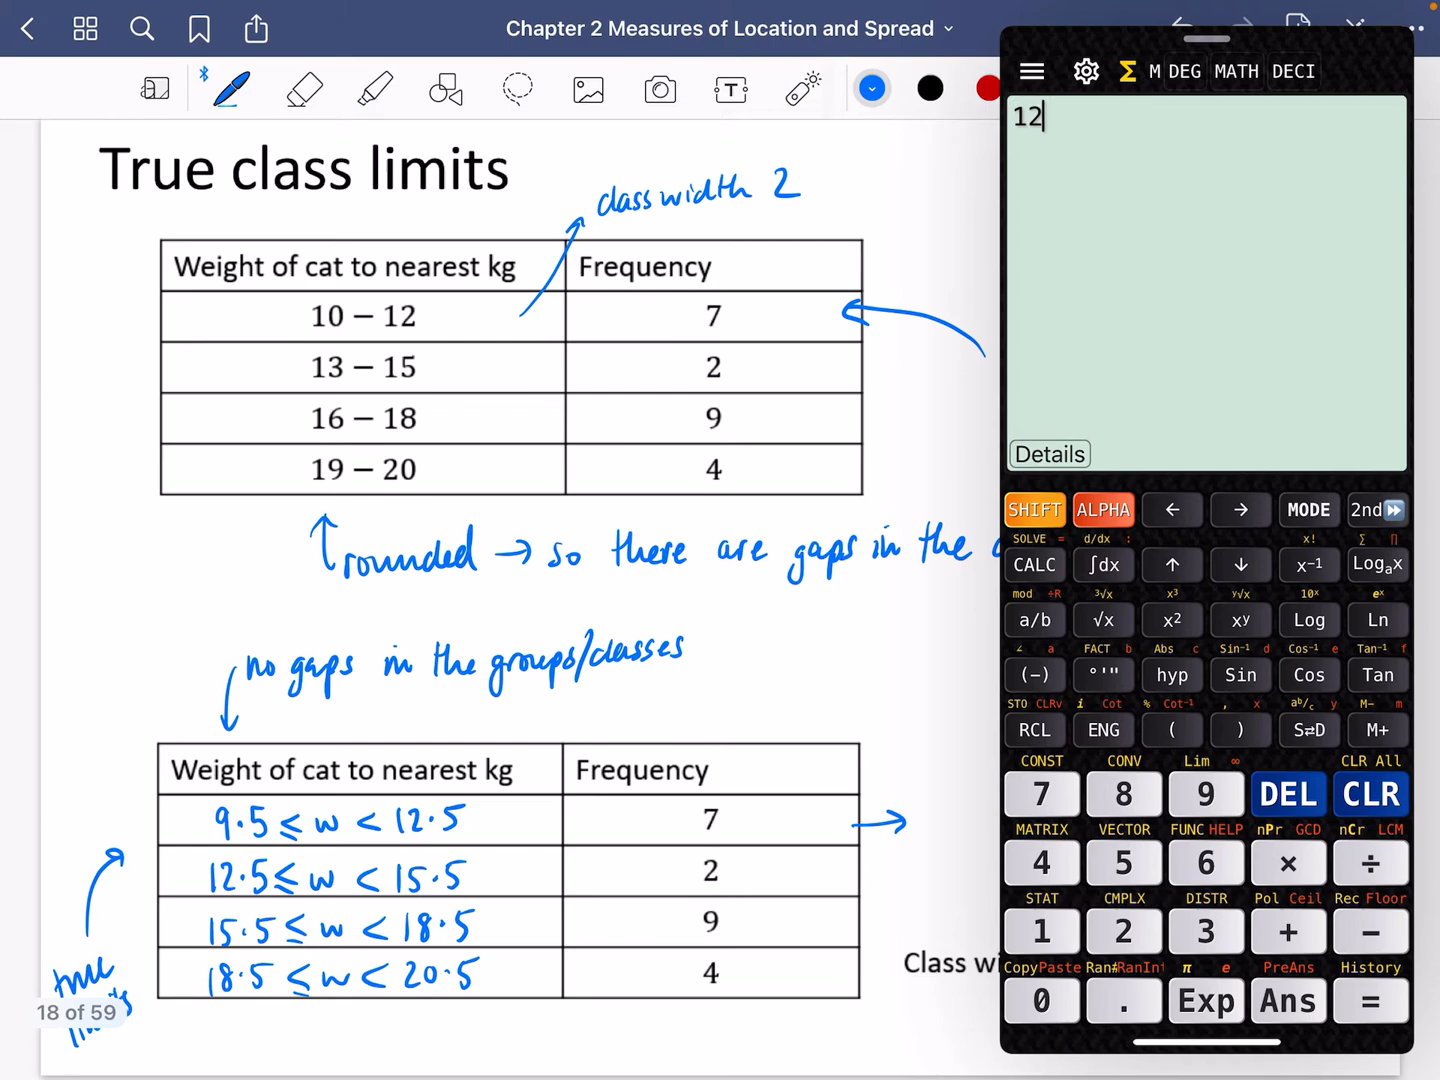 Chapter 2 Measures of Location and Spread
True class limits
class width 2
Weight of cat to nearest kg Frequency
10 – 12 7
13 – 15 2
16 – 18 9
19 – 20 4
rounded → so there are gaps in the
no gaps in the groups/classes
Weight of cat to nearest kg Frequency
9.5 ≤ w < 12.5 7
12.5 ≤ w < 15.5 2
15.5 ≤ w < 18.5 9
18.5 ≤ w < 20.5 4
true
Class wi
18 of 59
Σ M DEG MATH DECI
12
Details
SHIFT ALPHA ← → MODE 2nd
SOLVE = d/dx : x! Σ ∏
CALC ∫dx ↑ ↓ x⁻¹ Logₐx
mod ÷R ³√x x³ ʸ√x 10ˣ eˣ
a/b √x x² xʸ Log Ln
∠ a FACT b Abs c Sin⁻¹ d Cos⁻¹ e Tan⁻¹ f
(−) °'" hyp Sin Cos Tan
STO CLRv i Cot % Cot⁻¹ , x aᵇ/c y M− m
RCL ENG ( ) S⇄D M+
CONST CONV Lim ∞ CLR All
7 8 9 DEL CLR
MATRIX VECTOR FUNC HELP nPr GCD nCr LCM
4 5 6 × ÷
STAT CMPLX DISTR Pol Ceil Rec Floor
1 2 3 + −
Copy Paste Ran# RanInt π e PreAns History
0 . Exp Ans =